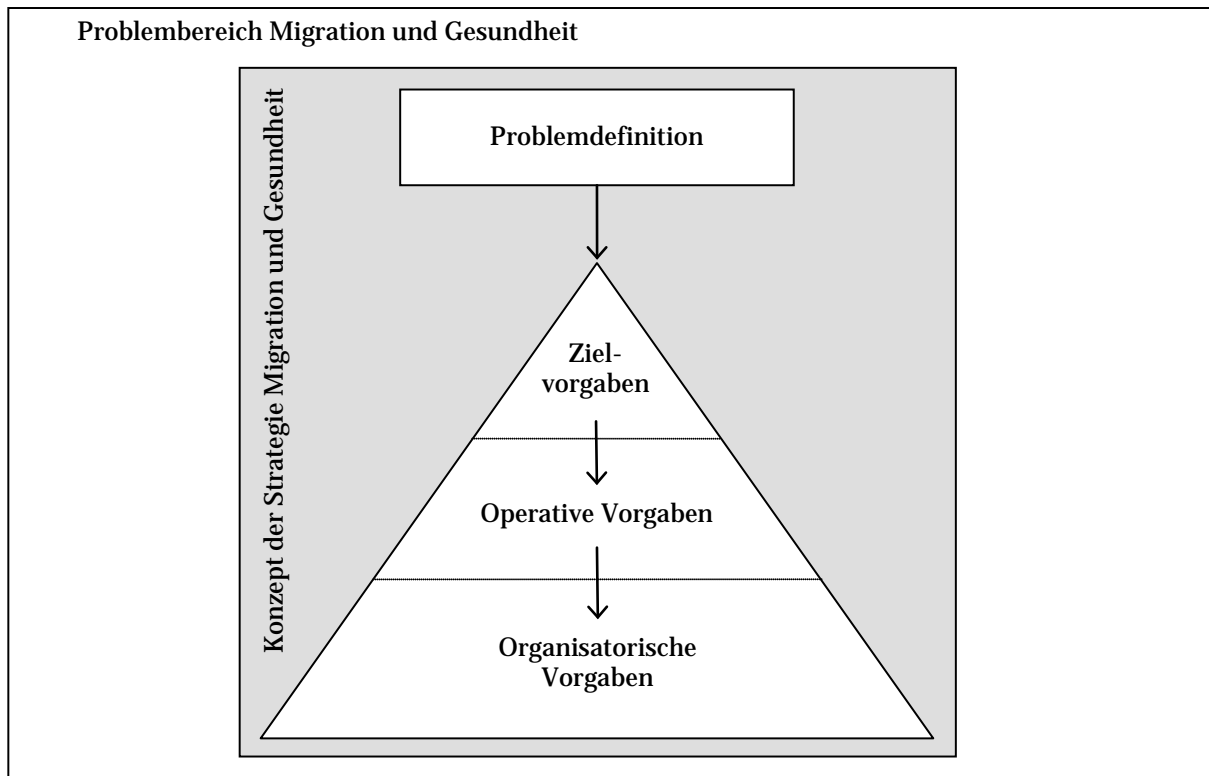 Problembereich Migration und Gesundheit
Konzept der Strategie Migration und Gesundheit
Problemdefinition
Ziel-
vorgaben
Operative Vorgaben
Organisatorische
Vorgaben